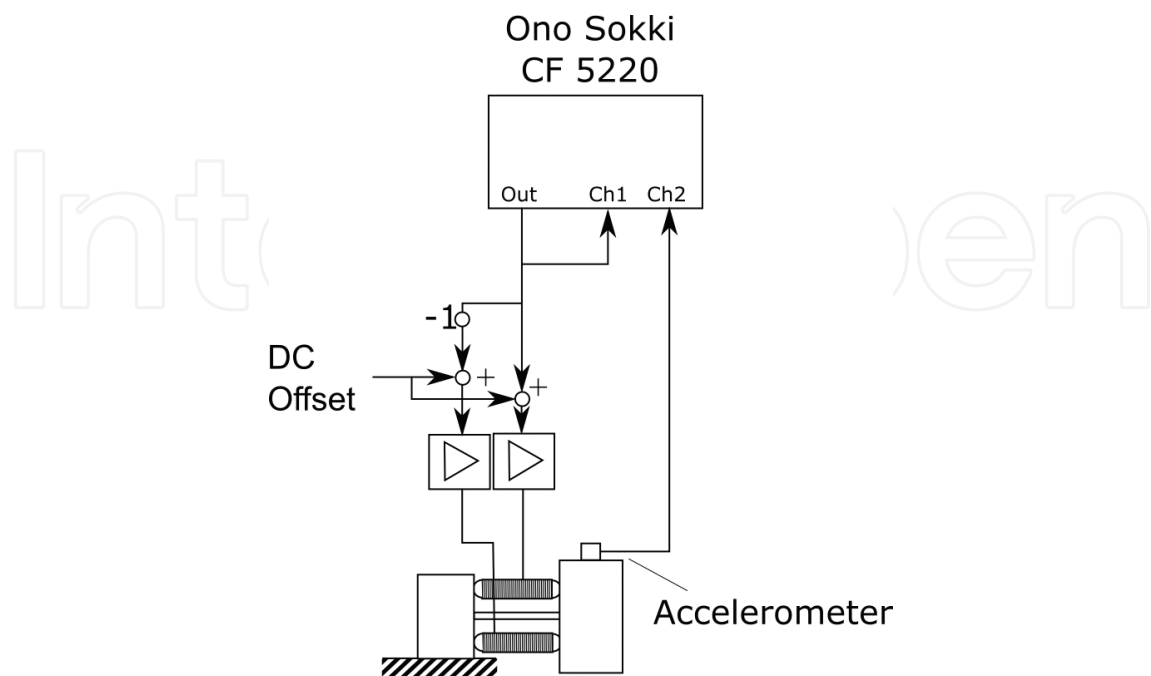 Ono Sokki
CF 5220
Out Ch1 Ch2
-1
DC
Offset
+
+
Accelerometer